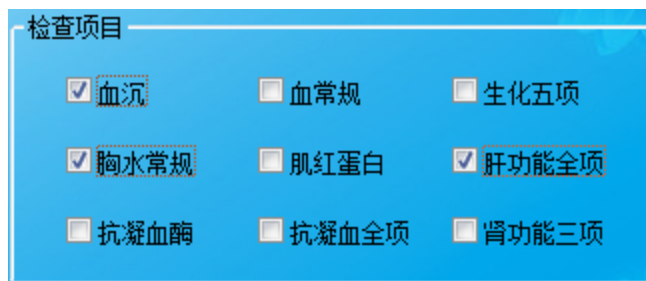 检查项目
血沉 血常规 生化五项
胸水常规 肌红蛋白 肝功能全项
抗凝血酶 抗凝血全项 肾功能三项